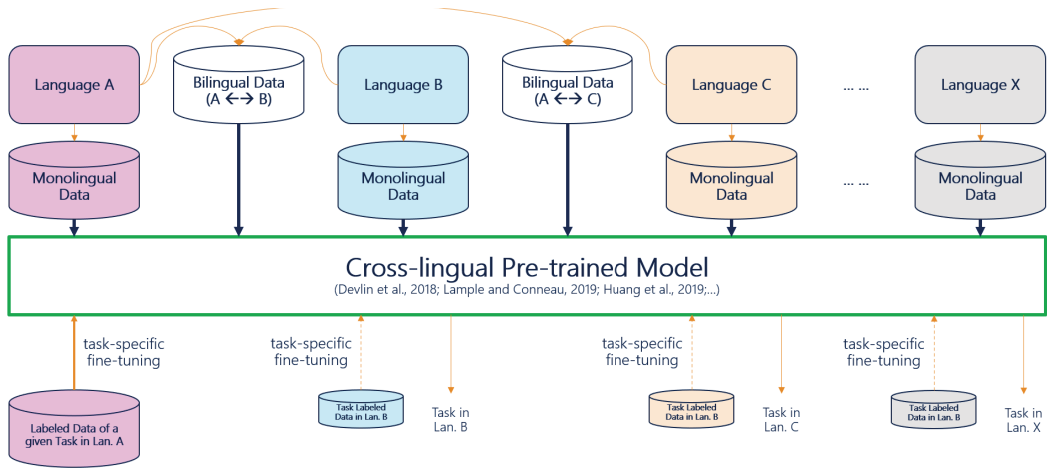 Language A
Bilingual Data
(A ←→ B)
Language B
Bilingual Data
(A ←→ C)
Language C
... ...
Language X
Monolingual
Data
Monolingual
Data
Monolingual
Data
... ...
Monolingual
Data
Cross-lingual Pre-trained Model
(Devlin et al., 2018; Lample and Conneau, 2019; Huang et al., 2019;...)
task-specific
fine-tuning
task-specific
fine-tuning
task-specific
fine-tuning
task-specific
fine-tuning
Labeled Data of a
given Task in Lan. A
Task Labeled
Data in Lan. B
Task in
Lan. B
Task Labeled
Data in Lan. B
Task in
Lan. C
Task Labeled
Data in Lan. B
Task in
Lan. X